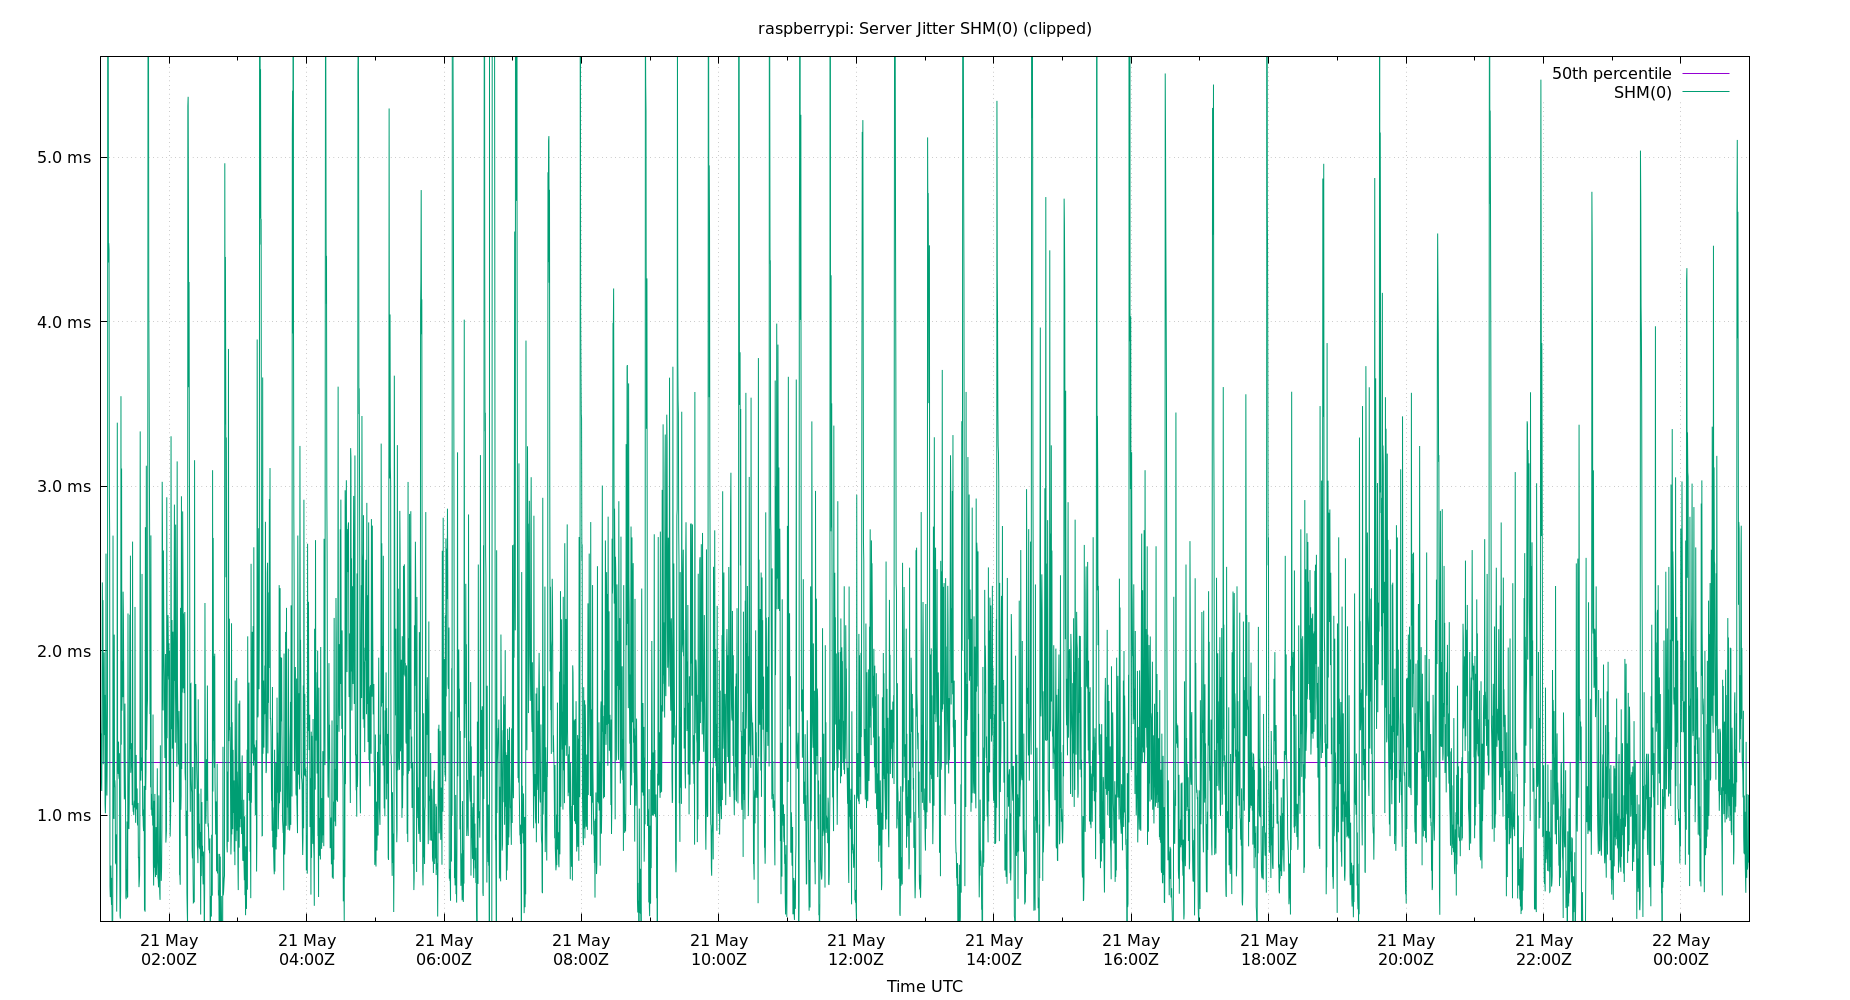 raspberrypi: Server Jitter SHM(0) (clipped)
50th percentile
SHM(0)
5.0 ms
4.0 ms
3.0 ms
2.0 ms
1.0 ms
21 May 21 May 21 May 21 May 21 May 21 May 21 May 21 May 21 May 21 May 21 May 22 May
02:00Z 04:00Z 06:00Z 08:00Z 10:00Z 12:00Z 14:00Z 16:00Z 18:00Z 20:00Z 22:00Z 00:00Z
Time UTC